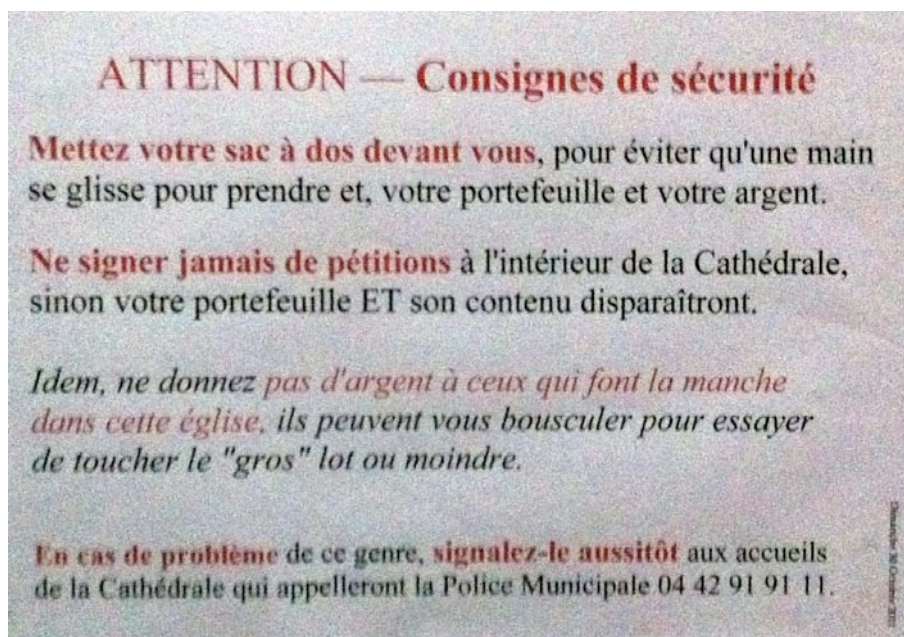 ATTENTION — Consignes de sécurité
Mettez votre sac à dos devant vous, pour éviter qu'une main
se glisse pour prendre et, votre portefeuille et votre argent.
Ne signer jamais de pétitions à l'intérieur de la Cathédrale,
sinon votre portefeuille ET son contenu disparaîtront.
Idem, ne donnez pas d'argent à ceux qui font la manche
dans cette église, ils peuvent vous bousculer pour essayer
de toucher le "gros" lot ou moindre.
En cas de problème de ce genre, signalez-le aussitôt aux accueils
de la Cathédrale qui appelleront la Police Municipale 04 42 91 91 11.
Dimanche 30 Octobre